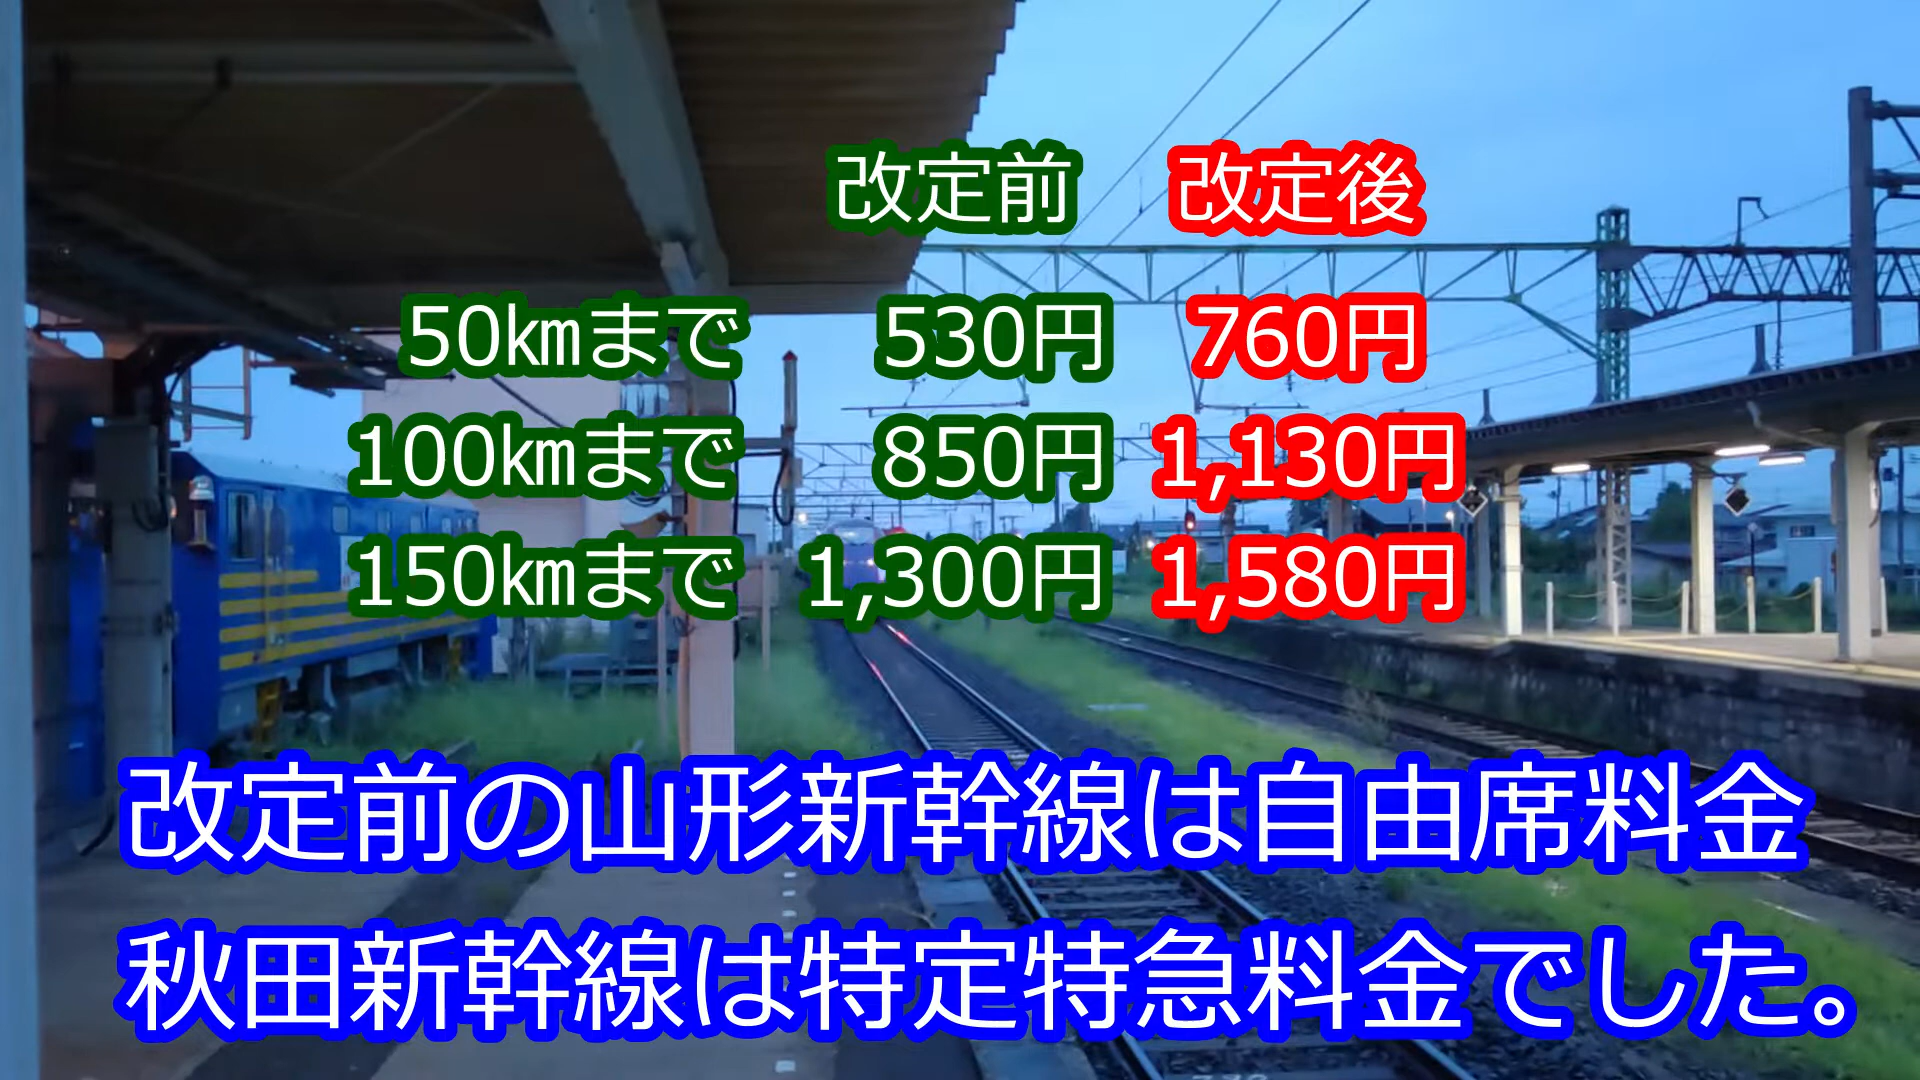 改定前 改定後
50㎞まで 530円 760円
100㎞まで 850円 1,130円
150㎞まで 1,300円 1,580円
改定前の山形新幹線は自由席料金
秋田新幹線は特定特急料金でした。